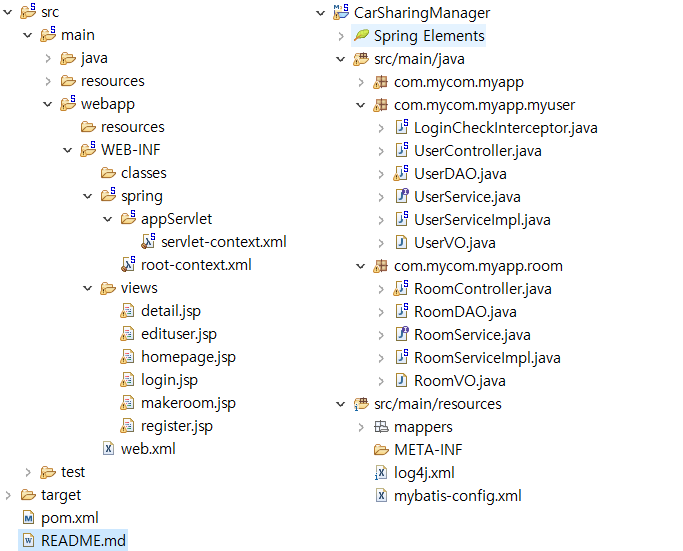 src
main
java
resources
webapp
resources
WEB-INF
classes
spring
appServlet
servlet-context.xml
root-context.xml
views
detail.jsp
edituser.jsp
homepage.jsp
login.jsp
makeroom.jsp
register.jsp
web.xml
test
target
pom.xml
README.md
CarSharingManager
Spring Elements
src/main/java
com.mycom.myapp
com.mycom.myapp.myuser
LoginCheckInterceptor.java
UserController.java
UserDAO.java
UserService.java
UserServiceImpl.java
UserVO.java
com.mycom.myapp.room
RoomController.java
RoomDAO.java
RoomService.java
RoomServiceImpl.java
RoomVO.java
src/main/resources
mappers
META-INF
log4j.xml
mybatis-config.xml